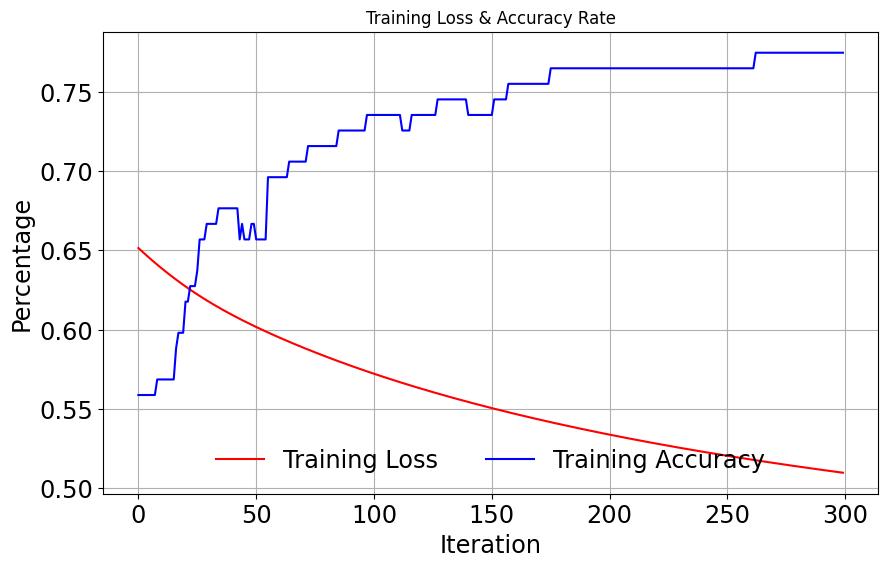 Training Loss & Accuracy Rate
Percentage
0.75
0.70
0.65
0.60
0.55
0.50
Training Loss Training Accuracy
0 50 100 150 200 250 300
Iteration